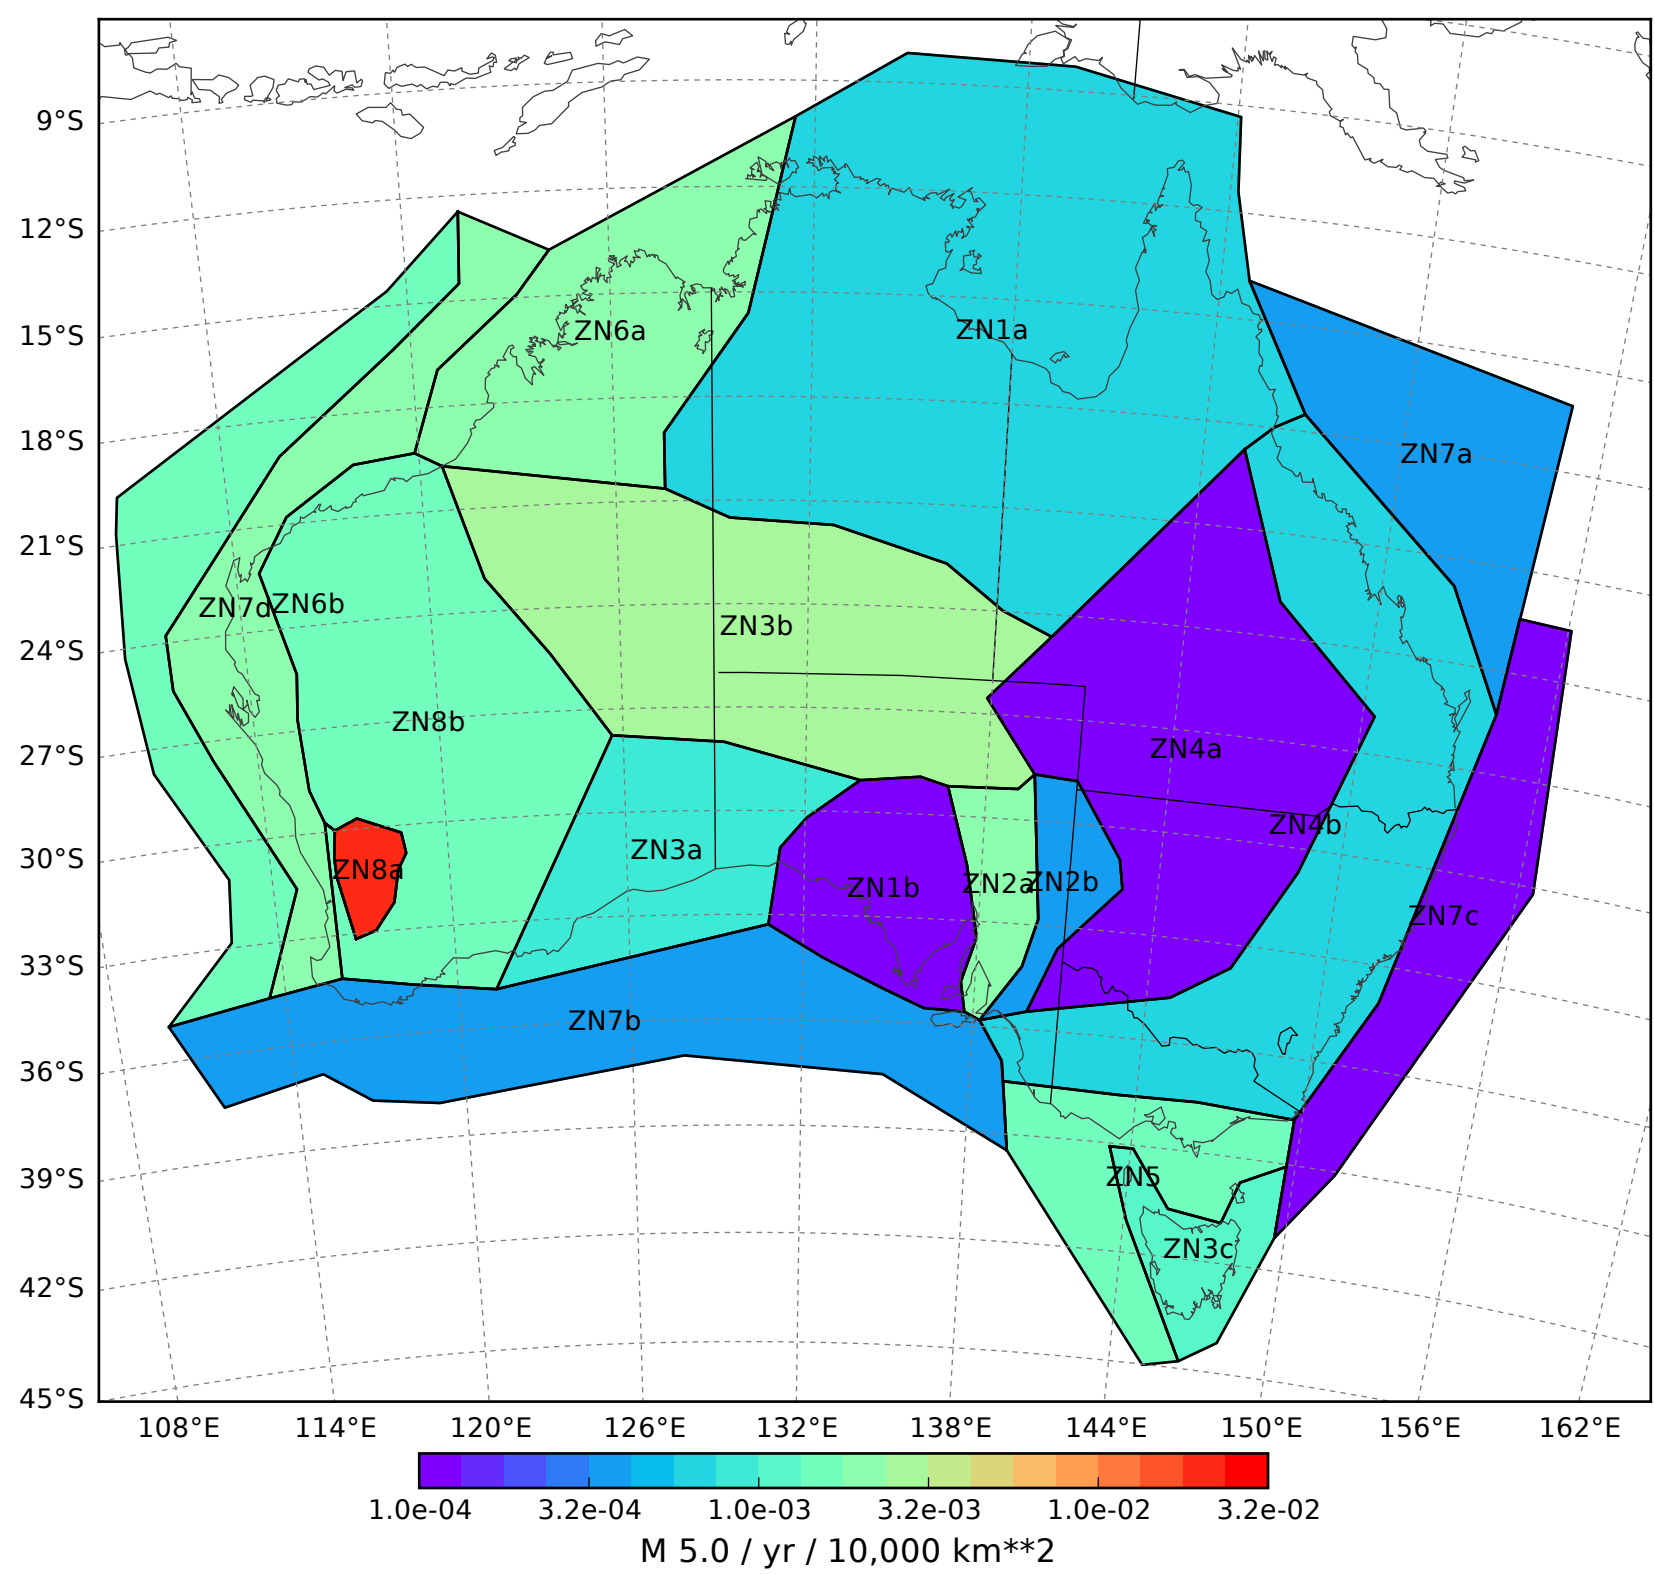 9°S
12°S
15°S
18°S
21°S
24°S
27°S
30°S
33°S
36°S
39°S
42°S
45°S
ZN6a
ZN1a
ZN7a
ZN7d
ZN6b
ZN3b
ZN8b
ZN4a
ZN4b
ZN3a
ZN8a
ZN1b
ZN2a
ZN2b
ZN7c
ZN7b
ZN5
ZN3c
108°E 114°E 120°E 126°E 132°E 138°E 144°E 150°E 156°E 162°E
1.0e-04 3.2e-04 1.0e-03 3.2e-03 1.0e-02 3.2e-02
M 5.0 / yr / 10,000 km**2